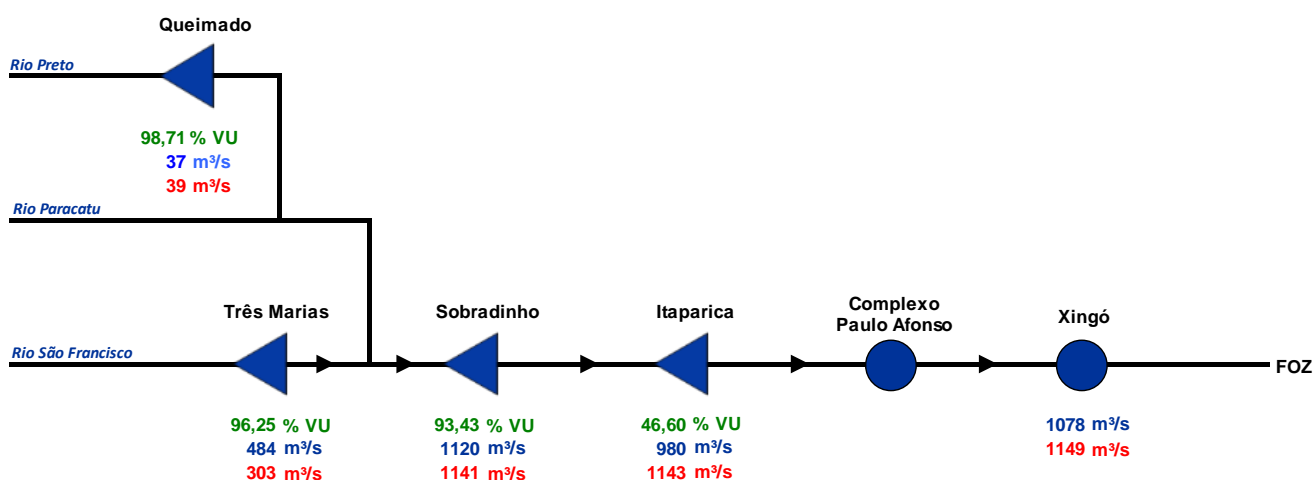 Queimado
Rio Preto
98,71 % VU
37 m³/s
39 m³/s
Rio Paracatu
Três Marias
Sobradinho
Itaparica
Complexo
Paulo Afonso
Xingó
Rio São Francisco
FOZ
96,25 % VU
484 m³/s
303 m³/s
93,43 % VU
1120 m³/s
1141 m³/s
46,60 % VU
980 m³/s
1143 m³/s
1078 m³/s
1149 m³/s